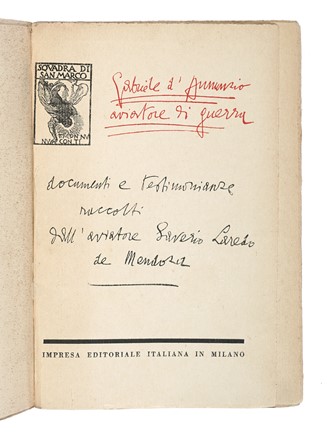 SQVADRA DI
SAN MARCO
Gabriele d'Annunzio
aviatore di guerra
documenti e testimonianze
raccolti
dall'aviatore Saverio Laredo
de Mendoza
IMPRESA EDITORIALE ITALIANA IN MILANO